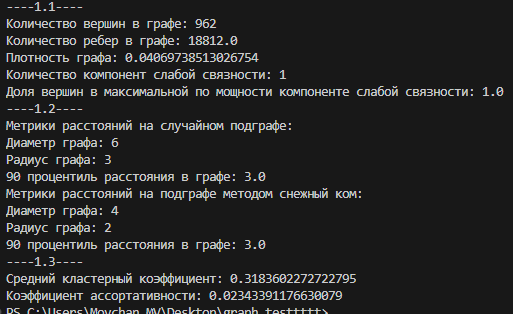 ----1.1----
Количество вершин в графе: 962
Количество ребер в графе: 18812.0
Плотность графа: 0.04069738513026754
Количество компонент слабой связности: 1
Доля вершин в максимальной по мощности компоненте слабой связности: 1.0
----1.2----
Метрики расстояний на случайном подграфе:
Диаметр графа: 6
Радиус графа: 3
90 процентиль расстояния в графе: 3.0
Метрики расстояний на подграфе методом снежный ком:
Диаметр графа: 4
Радиус графа: 2
90 процентиль расстояния в графе: 3.0
----1.3----
Средний кластерный коэффициент: 0.3183602272722795
Коэффициент ассортативности: 0.02343391176630079
PS C:\Users\Movchan_MV\Desktop\graph_testtttt>